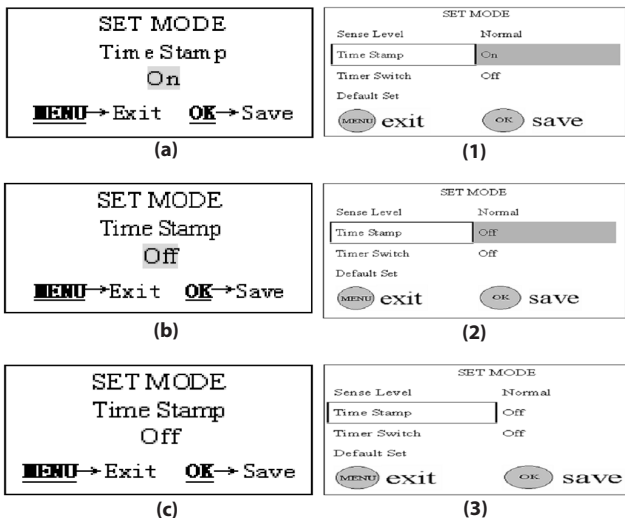 SET MODE
Time Stamp
On
MENU→Exit OK→Save
(a)
SET MODE
Sense Level Normal
Time Stamp On
Timer Switch Off
Default Set
MENU exit OK save
(1)
SET MODE
Time Stamp
Off
MENU→Exit OK→Save
(b)
SET MODE
Sense Level Normal
Time Stamp Off
Timer Switch Off
Default Set
MENU exit OK save
(2)
SET MODE
Time Stamp
Off
MENU→Exit OK→Save
(c)
SET MODE
Sense Level Normal
Time Stamp Off
Timer Switch Off
Default Set
MENU exit OK save
(3)